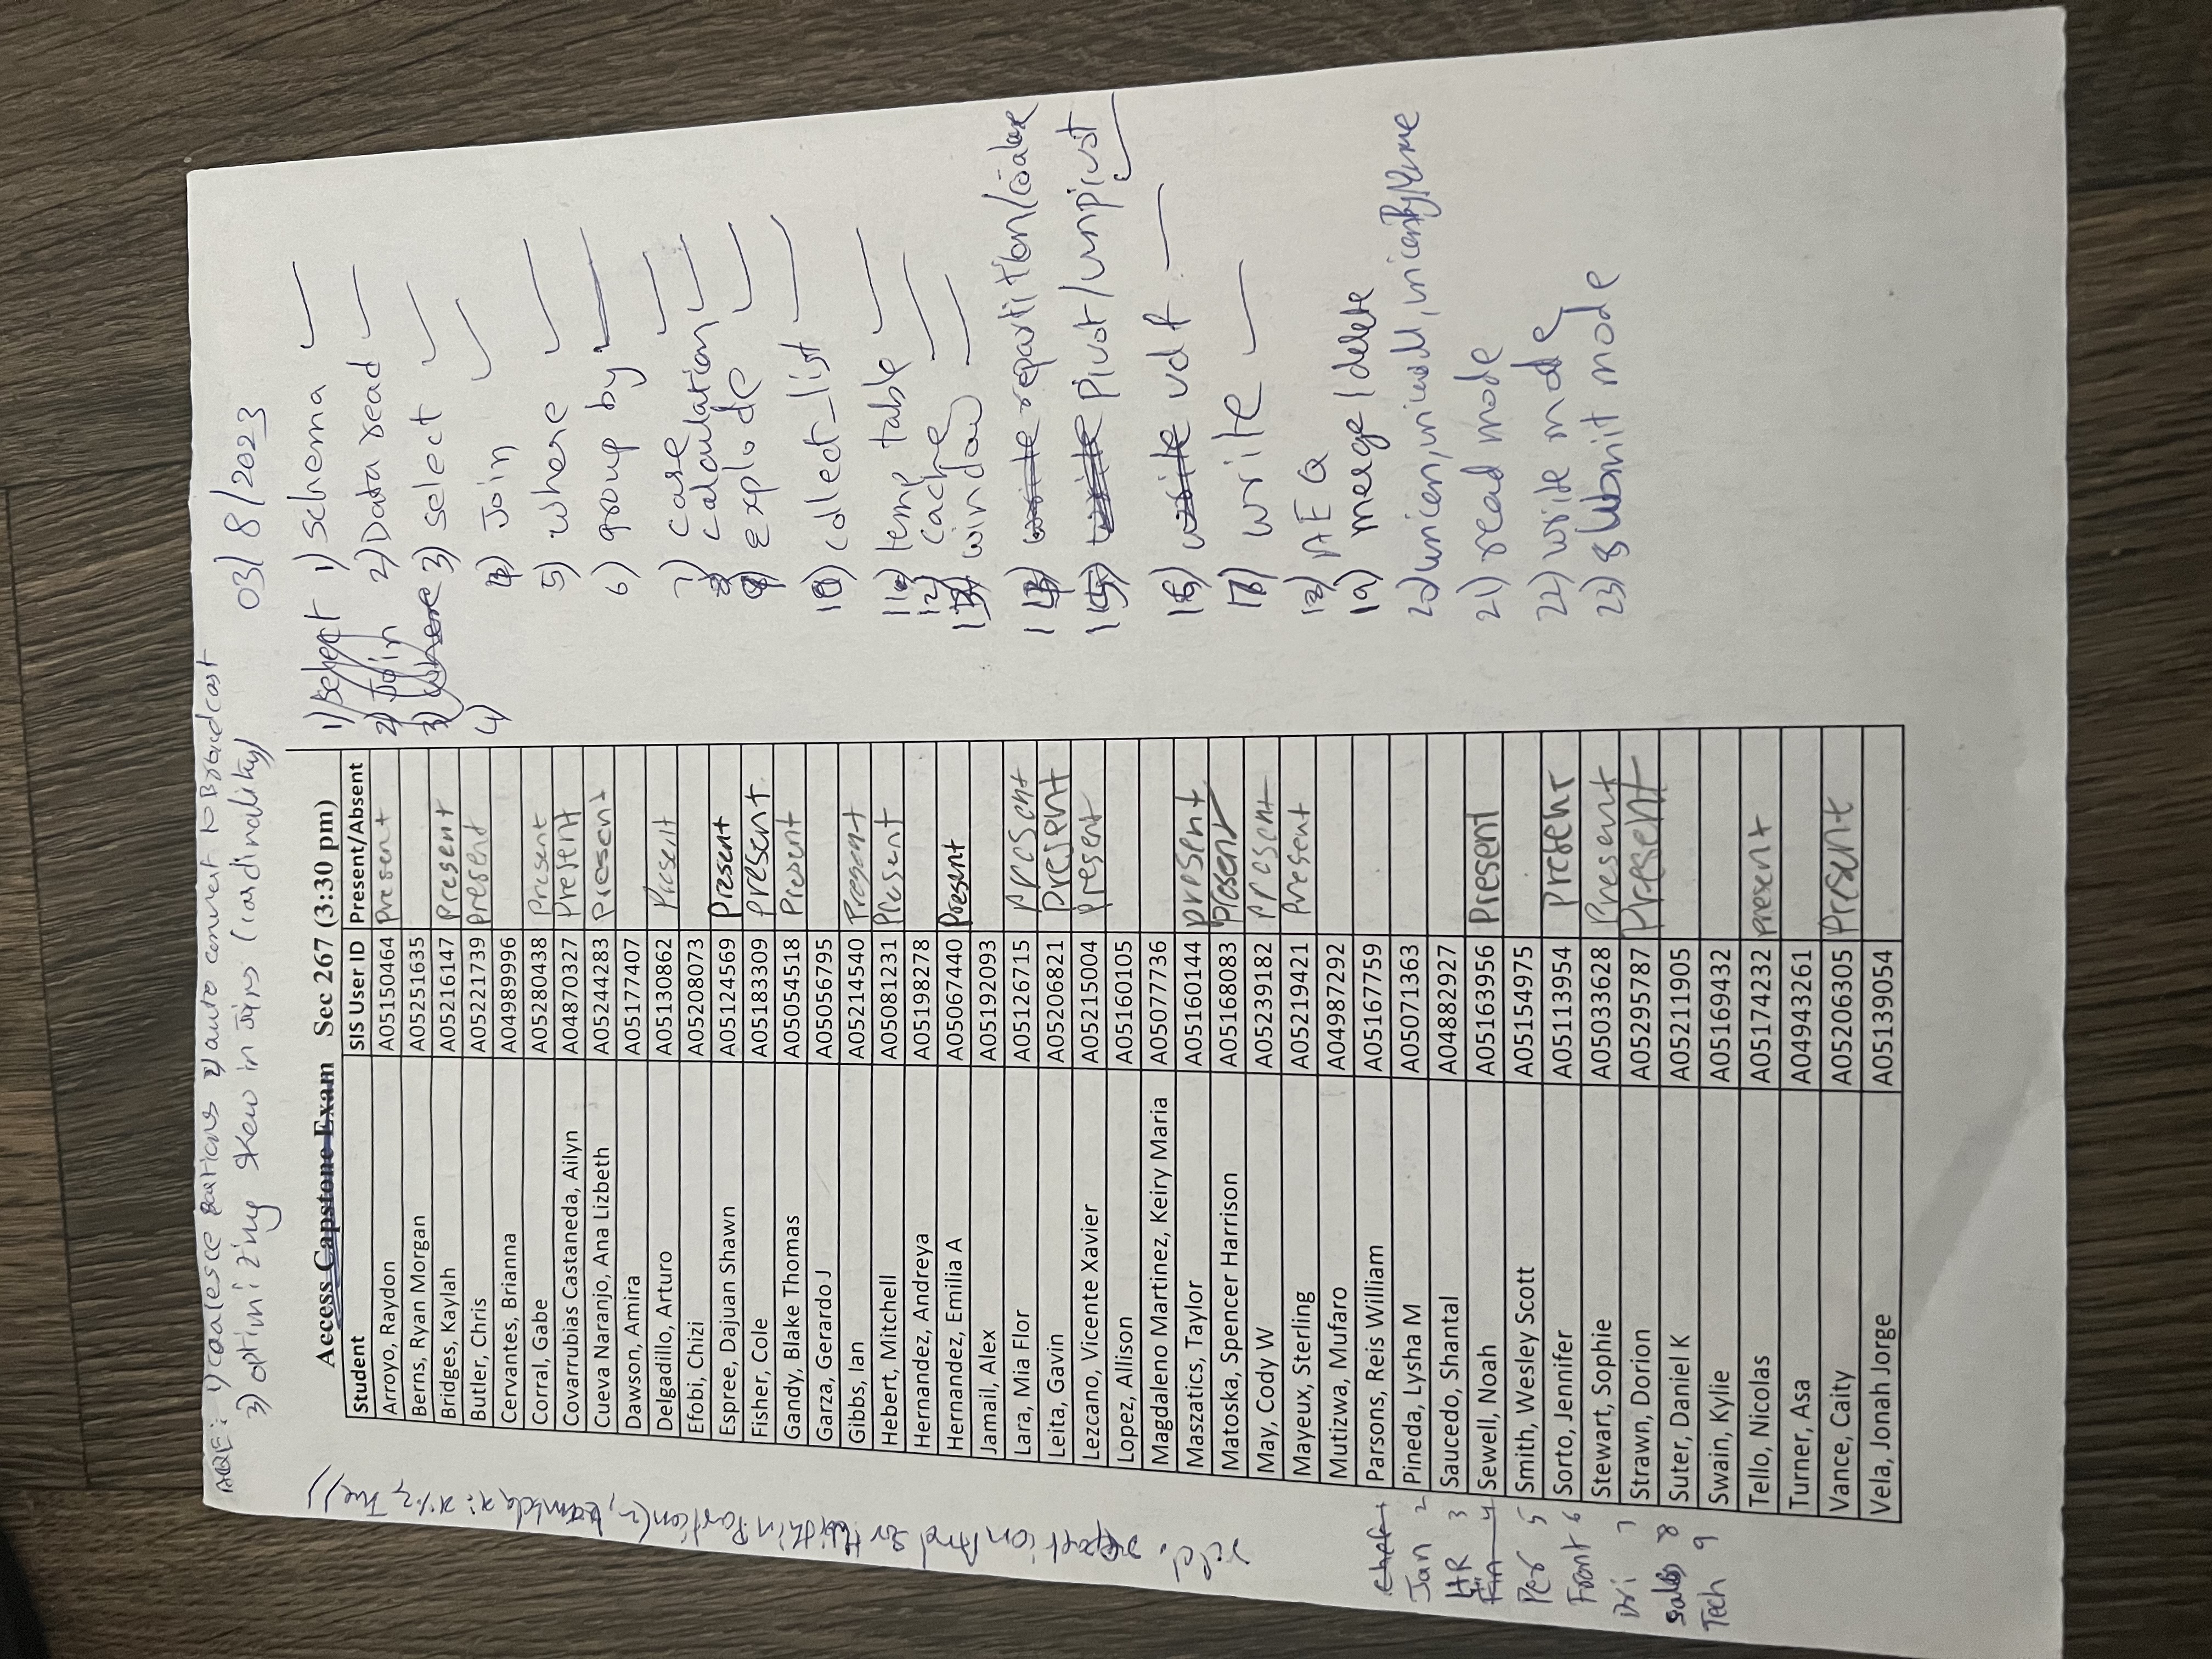 AQE: 1) coalesce partions 2) auto convert to Broadcast
3) optimizing skew in Joins (cardinality)
03/8/2023
Access Capstone Exam Sec 267 (3:30 pm)
Student SIS User ID Present/Absent
Arroyo, Raydon A05150464 present
Berns, Ryan Morgan A05251635
Bridges, Kaylah A05216147 Present
Butler, Chris A05221739 present
Cervantes, Brianna A04989996
Corral, Gabe A05280438 Present
Covarrubias Castaneda, Ailyn A04870327 Present
Cueva Naranjo, Ana Lizbeth A05244283 present
Dawson, Amira A05177407
Delgadillo, Arturo A05130862 Present
Efobi, Chizi A05208073
Espree, Dajuan Shawn A05124569 Present
Fisher, Cole A05183309 present
Gandy, Blake Thomas A05054518 Present
Garza, Gerardo J A05056795
Gibbs, Ian A05214540 Present
Hebert, Mitchell A05081231 Present
Hernandez, Andreya A05198278
Hernandez, Emilia A A05067440 Present
Jamail, Alex A05192093
Lara, Mia Flor A05126715 present
Leita, Gavin A05206821 present
Lezcano, Vicente Xavier A05215004 present
Lopez, Allison A05160105
Magdaleno Martinez, Keiry Maria A05077736
Maszatics, Taylor A05160144 present
Matoska, Spencer Harrison A05168083 Present
May, Cody W A05239182 present
Mayeux, Sterling A05219421 present
Mutizwa, Mufaro A04987292
Parsons, Reis William A05167759
Pineda, Lysha M A05071363
Saucedo, Shantal A04882927
Sewell, Noah A05163956 Present
Smith, Wesley Scott A05154975
Sorto, Jennifer A05113954 Present
Stewart, Sophie A05033628 Present
Strawn, Dorion A05295787 Present
Suter, Daniel K A05211905
Swain, Kylie A05169432
Tello, Nicolas A05174232 present
Turner, Asa A04943261
Vance, Caity A05206305 Present
Vela, Jonah Jorge A05139054
1) select
2) Join
3) where
4)
1) schema
2) Data read
3) select
4) Join
5) where
6) group by
7) case
8) calculation
9) explode
10) collect_list
11) temp table
12) cache
13) window
14) write repartition/
15) write pivot/unpivot
16) write udf
17) write
18) AEQ
19) merge/delete
20) union, unionAll, unionByName
21) read mode
22) write mode
23) submit mode
chef 1
Jan 2
HR 3
Fin 4
Per 5
Front 6
Dri 7
sales 8
Tech 9